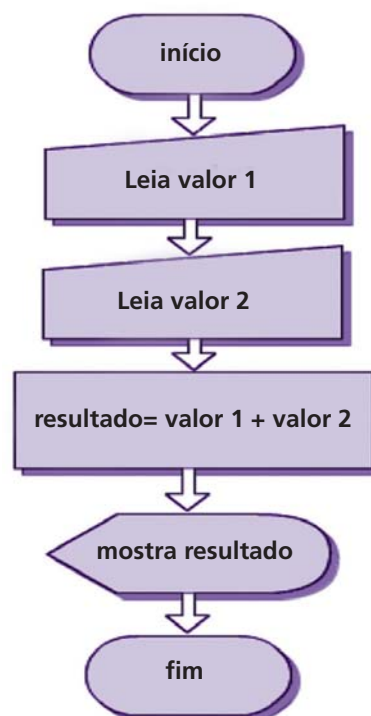 início
Leia valor 1
Leia valor 2
resultado= valor 1 + valor 2
mostra resultado
fim